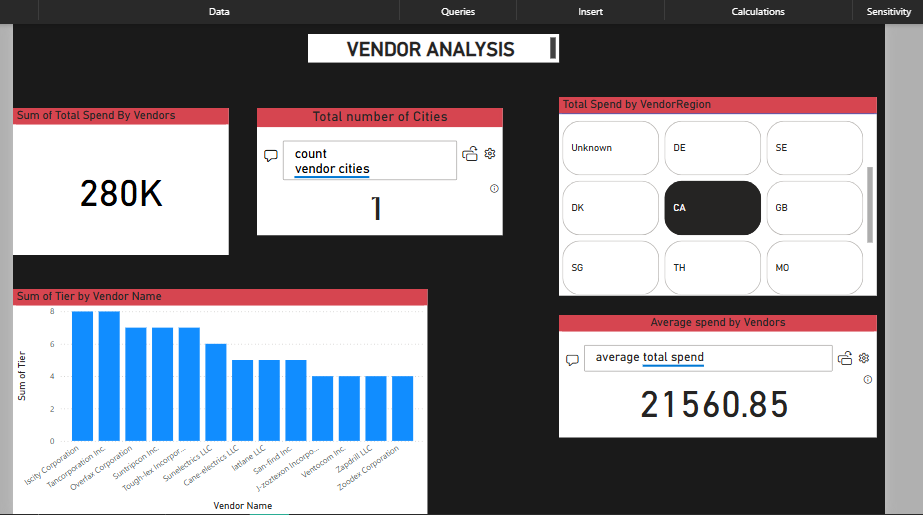 Data Queries Insert Calculations Sensitivity
VENDOR ANALYSIS
Sum of Total Spend By Vendors
280K
Total number of Cities
count
vendor cities
1
Total Spend by VendorRegion
Unknown DE SE
DK CA GB
SG TH MO
Sum of Tier by Vendor Name
Sum of Tier
8
6
4
2
0
Iscity Corporation
Tancorporation Inc.
Overfax Corporation
Suntripcon Inc.
Tough-lex Incorpor...
Sunelectrics LLC
Cane-electrics LLC
Iatlane LLC
San-find Inc.
J-zoztexon Incorpo...
Ventocom Inc.
Zapdrill LLC
Zoodex Corporation
Vendor Name
Average spend by Vendors
average total spend
21560.85